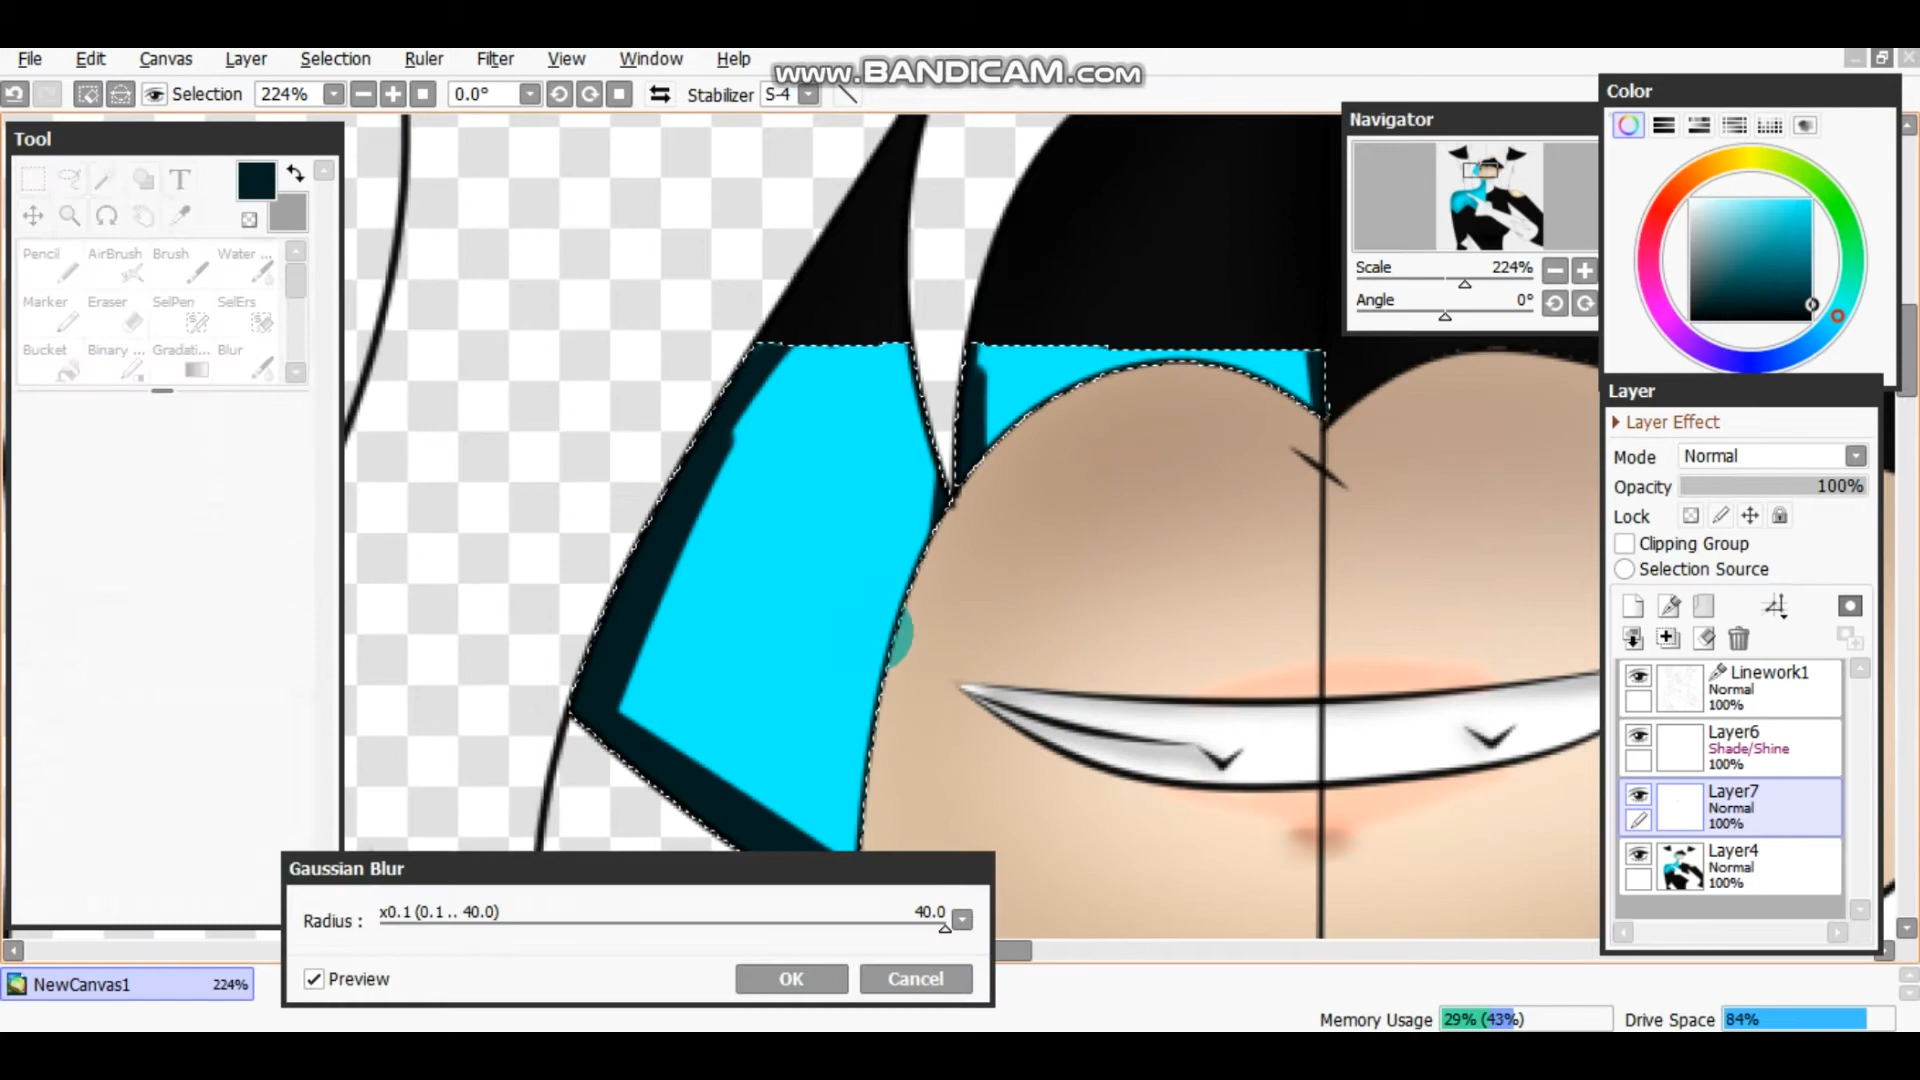 File Edit Canvas Layer Selection Ruler Filter View Window Help
www.BANDICAM.com
Selection 224% 0.0° Stabilizer S-4
Tool
T
Pencil AirBrush Brush Water ...
Marker Eraser SelPen SelErs
Bucket Binary ... Gradati... Blur
Navigator
Scale 224%
Angle 0°
Color
Layer
Layer Effect
Mode Normal
Opacity 100%
Lock
Clipping Group
Selection Source
Linework1
Normal
100%
Layer6
Shade/Shine
100%
Layer7
Normal
100%
Layer4
Normal
100%
Gaussian Blur
Radius : x0.1 (0.1 .. 40.0) 40.0
Preview OK Cancel
NewCanvas1 224%
Memory Usage 29% (43%) Drive Space 84%